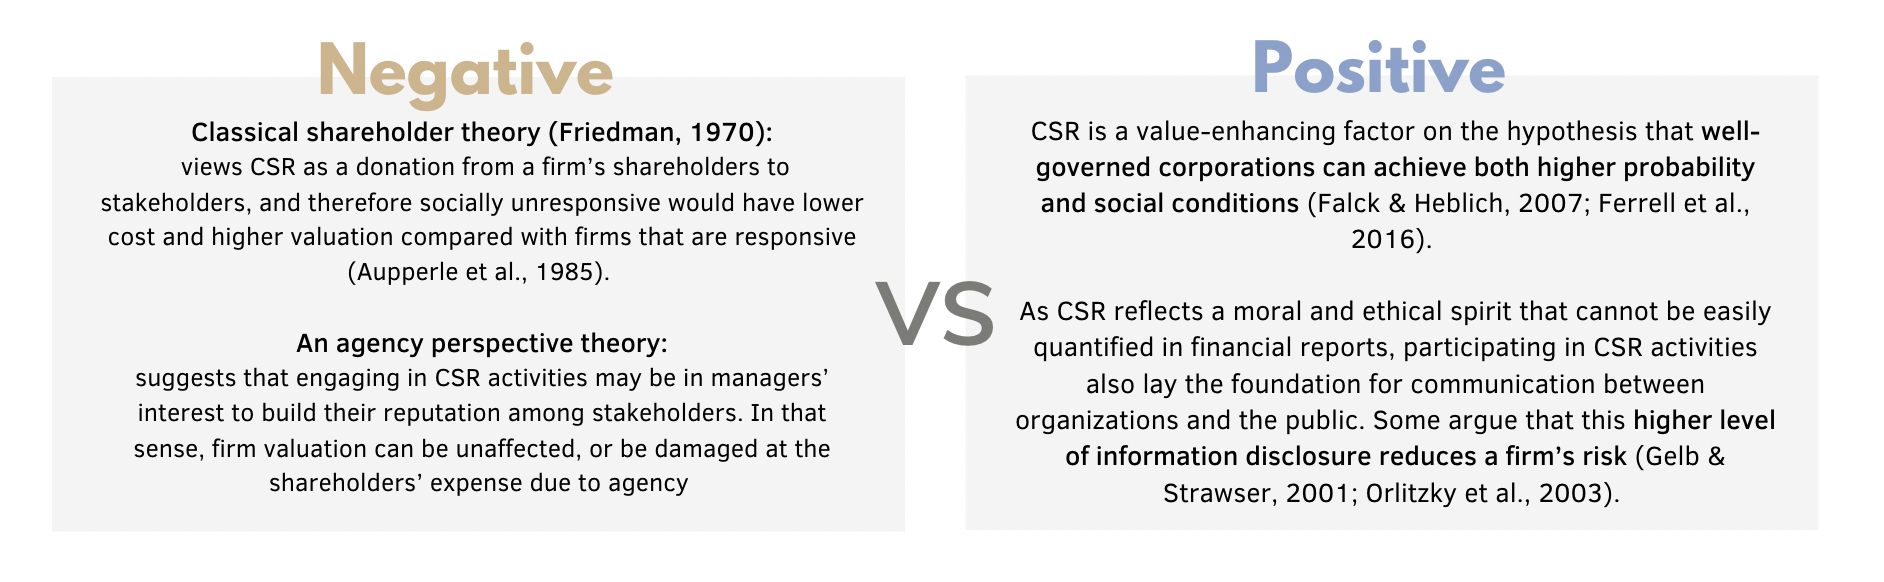 Negative
Classical shareholder theory (Friedman, 1970):
views CSR as a donation from a firm's shareholders to
stakeholders, and therefore socially unresponsive would have lower
cost and higher valuation compared with firms that are responsive
(Aupperle et al., 1985).
An agency perspective theory:
suggests that engaging in CSR activities may be in managers'
interest to build their reputation among stakeholders. In that
sense, firm valuation can be unaffected, or be damaged at the
shareholders' expense due to agency
VS
Positive
CSR is a value-enhancing factor on the hypothesis that well-
governed corporations can achieve both higher probability
and social conditions (Falck & Heblich, 2007; Ferrell et al.,
2016).
As CSR reflects a moral and ethical spirit that cannot be easily
quantified in financial reports, participating in CSR activities
also lay the foundation for communication between
organizations and the public. Some argue that this higher level
of information disclosure reduces a firm's risk (Gelb &
Strawser, 2001; Orlitzky et al., 2003).